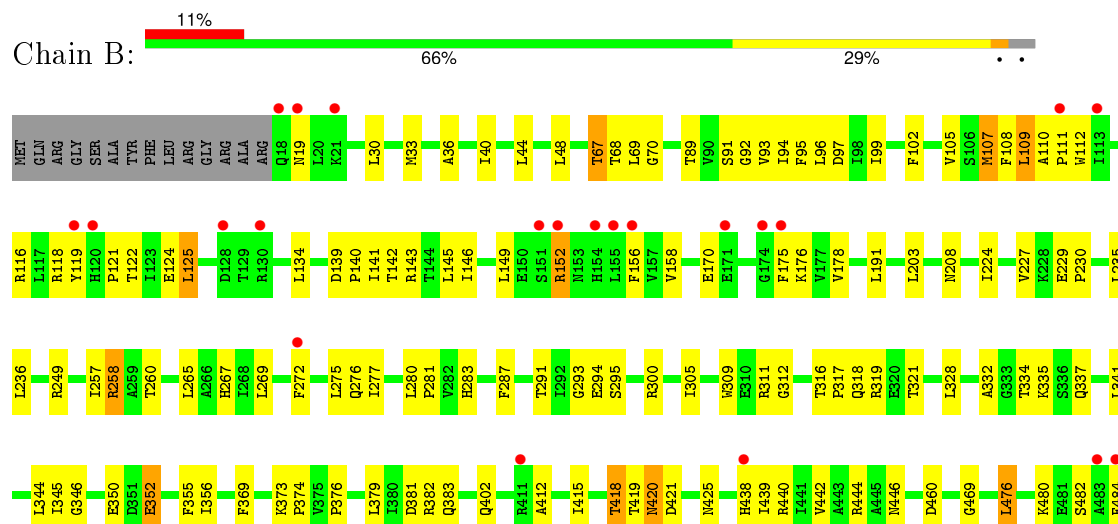 11%
Chain B:
66% 29% • •
MET GLN ARG GLY SER ALA TYR PHE LEU ARG GLY ARG ALA ARG Q18 N19 L20 K21 L30 M33 A36 I40 L44 L48 T67 T68 L69 G70 T89 V90 S91 G92 V93 I94 F95 L96 D97 I98 I99 F102 V105 S106 M107 F108 L109 A110 P111 W112 I113
R116 L117 R118 Y119 H120 P121 T122 I123 E124 L125 D128 T129 R130 L134 D139 P140 I141 T142 R143 T144 L145 I146 L149 E150 S151 R152 N153 H154 L155 F156 V157 V158 E170 E171 G174 F175 K176 V177 V178 L191 L203 N208 I224 V227 K228 E229 P230 L235
L236 R249 I257 R258 A259 T260 L265 A266 H267 I268 L269 F272 L275 Q276 I277 L280 P281 V282 H283 F287 T291 I292 G293 E294 S295 R300 I305 W309 E310 R311 G312 T316 P317 Q318 R319 E320 T321 L328 A332 G333 T334 K335 S336 Q337
L344 I345 G346 E350 D351 E352 F355 I356 F369 K373 P374 V375 P376 L379 I380 D381 R382 Q383 Q402 R411 A412 I415 T418 T419 N420 D421 N425 H438 I439 R440 I441 V442 A443 R444 A445 N446 D460 G469 L476 K480 E481 S482 A483